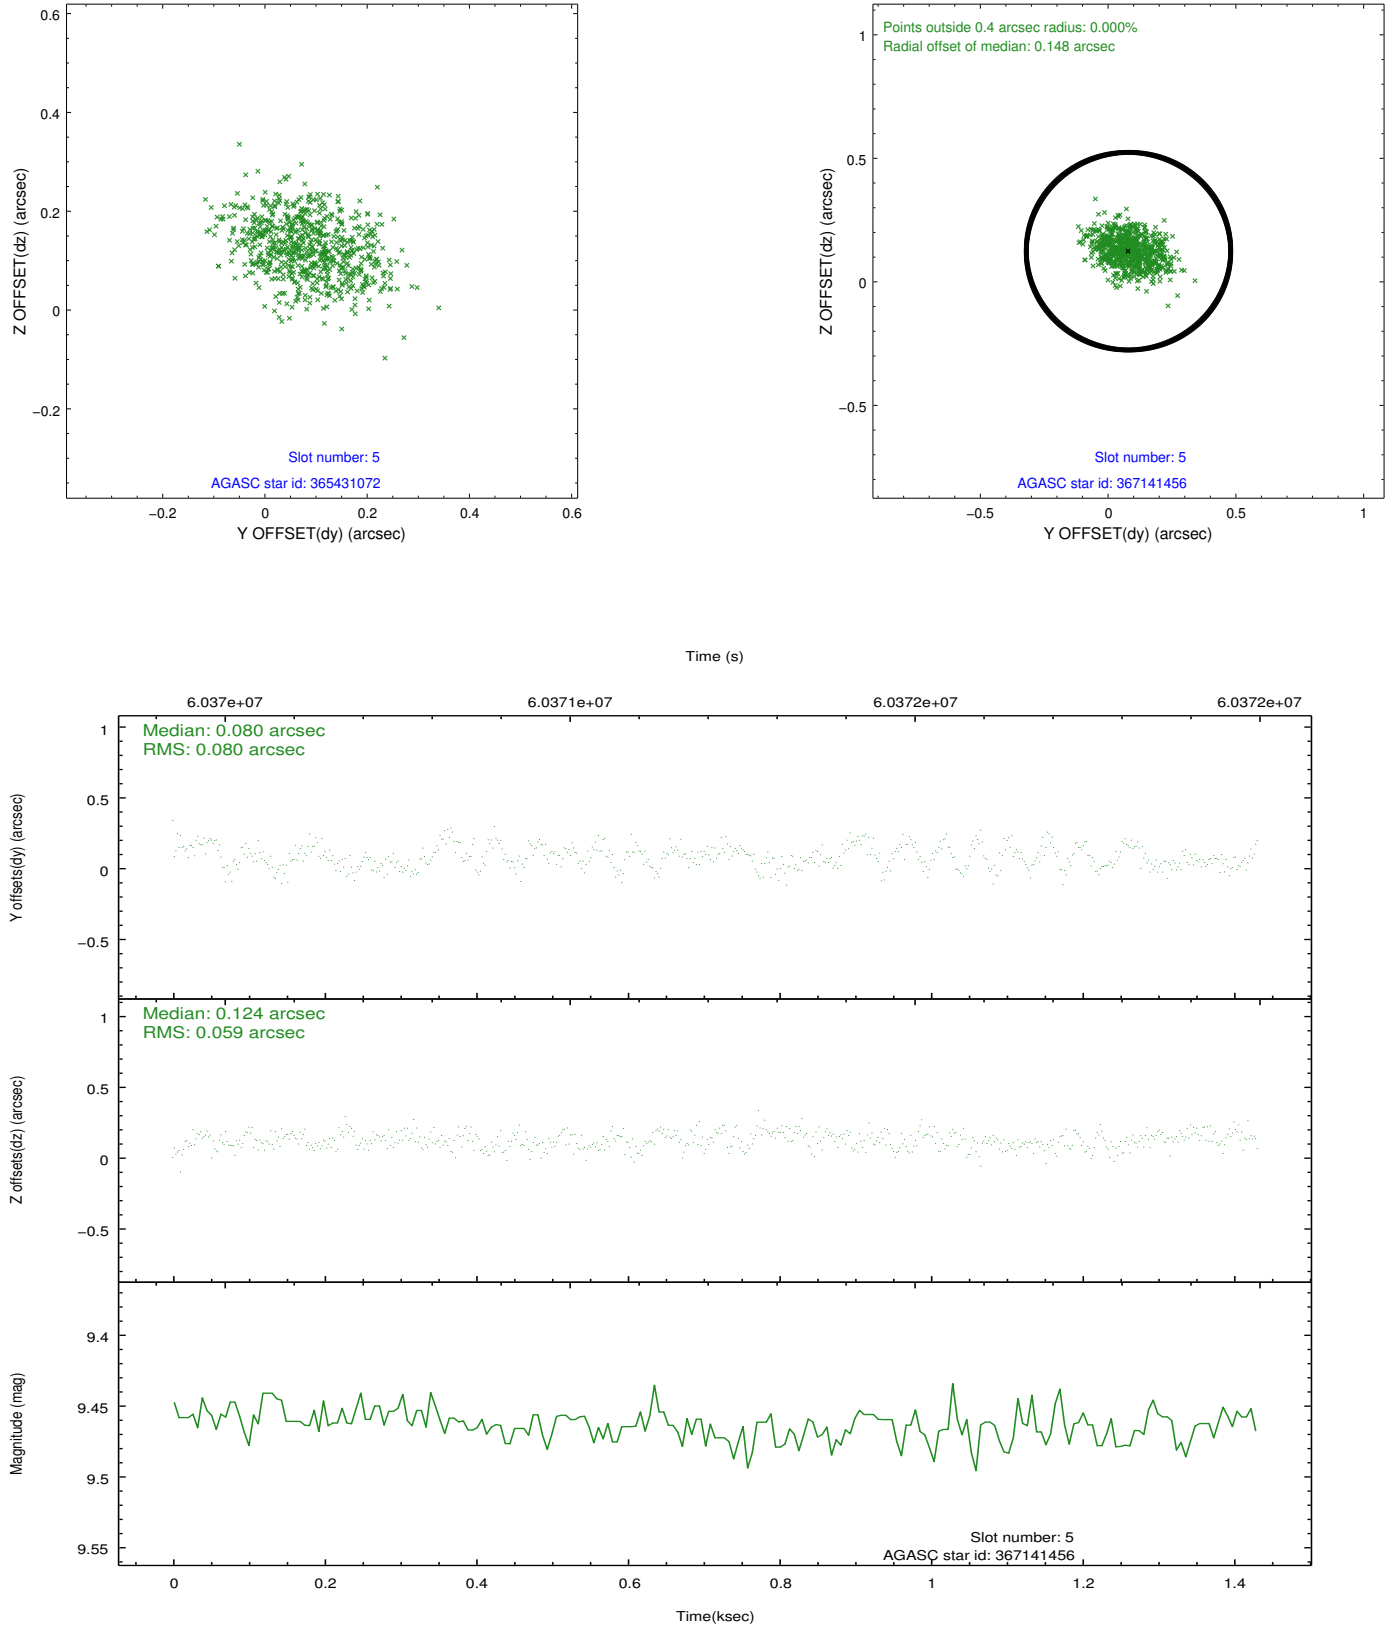 0.6
0.4
0.2
0
−0.2
Z OFFSET(dz) (arcsec)
Slot number: 5
AGASC star id: 365431072
−0.2
0
0.2
0.4
0.6
Y OFFSET(dy) (arcsec)
Points outside 0.4 arcsec radius: 0.000%
Radial offset of median: 0.148 arcsec
1
0.5
0
−0.5
Z OFFSET(dz) (arcsec)
Slot number: 5
AGASC star id: 367141456
−0.5
0
0.5
1
Y OFFSET(dy) (arcsec)
Time (s)
6.037e+07
6.0371e+07
6.0372e+07
6.0372e+07
Median: 0.080 arcsec
RMS: 0.080 arcsec
1
0.5
0
−0.5
Y offsets(dy) (arcsec)
Median: 0.124 arcsec
RMS: 0.059 arcsec
1
0.5
0
−0.5
Z offsets(dz) (arcsec)
9.4
9.45
9.5
9.55
Magnitude (mag)
Slot number: 5
AGASC star id: 367141456
0
0.2
0.4
0.6
0.8
1
1.2
1.4
Time(ksec)